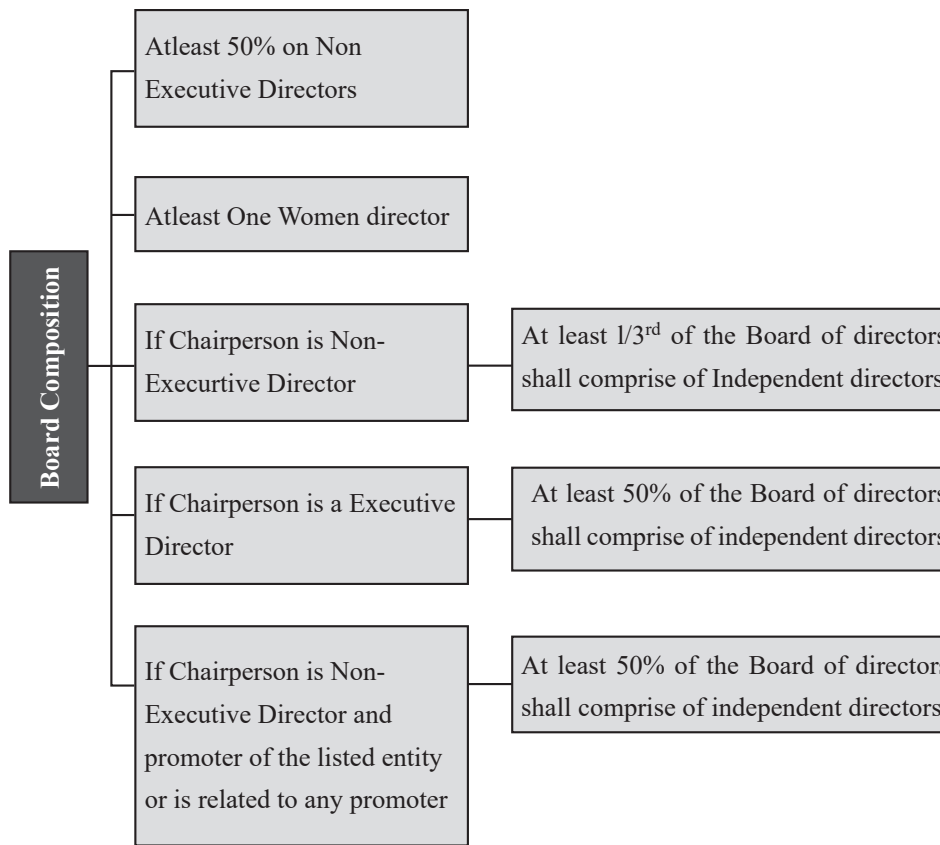 Board Composition
Atleast 50% on Non
Executive Directors
Atleast One Women director
If Chairperson is Non-
Execurtive Director
At least l/3rd of the Board of directors
shall comprise of Independent directors
If Chairperson is a Executive
Director
At least 50% of the Board of directors
shall comprise of independent directors
If Chairperson is Non-
Executive Director and
promoter of the listed entity
or is related to any promoter
At least 50% of the Board of directors
shall comprise of independent directors